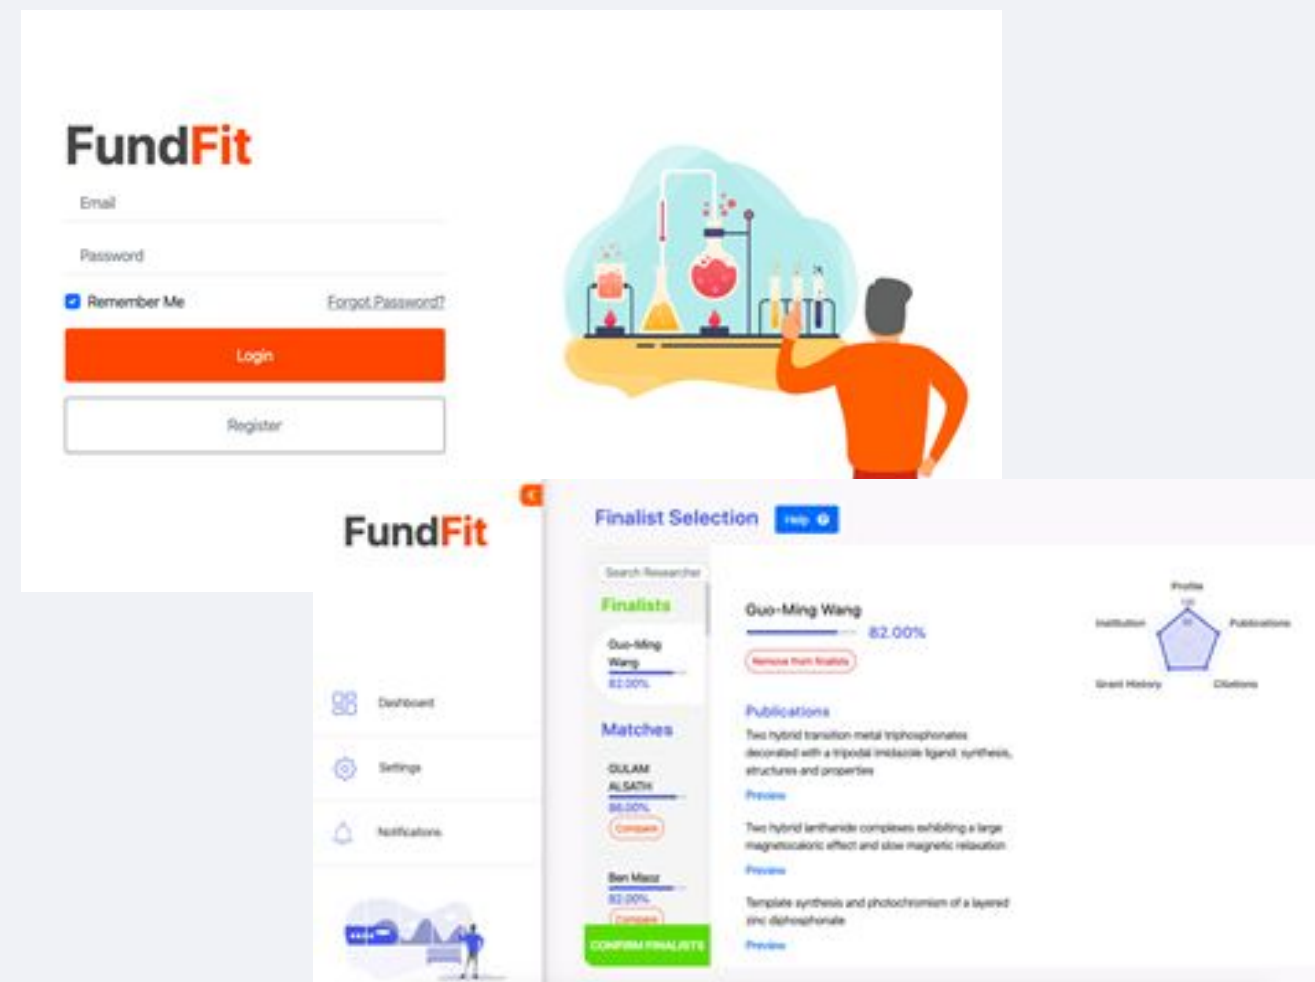 FundFit
Email
Password
Remember Me
Forgot Password?
Login
Register
FundFit
Dashboard
Settings
Notifications
Finalist Selection
Help
Search Researcher
Finalists
Guo-Ming
Wang
82.00%
Matches
GULAM
ALSATH
86.00%
Compare
Ben Maoz
82.00%
Compare
CONFIRM FINALISTS
Guo-Ming Wang
82.00%
Remove from finalists
Publications
Two hybrid transition metal triphosphonates
decorated with a tripodal imidazole ligand: synthesis,
structures and properties
Preview
Two hybrid lanthanide complexes exhibiting a large
magnetocaloric effect and slow magnetic relaxation
Preview
Template synthesis and photochromism of a layered
zinc diphosphonate
Preview
Profile
Institution
Publications
Grant History
Citations